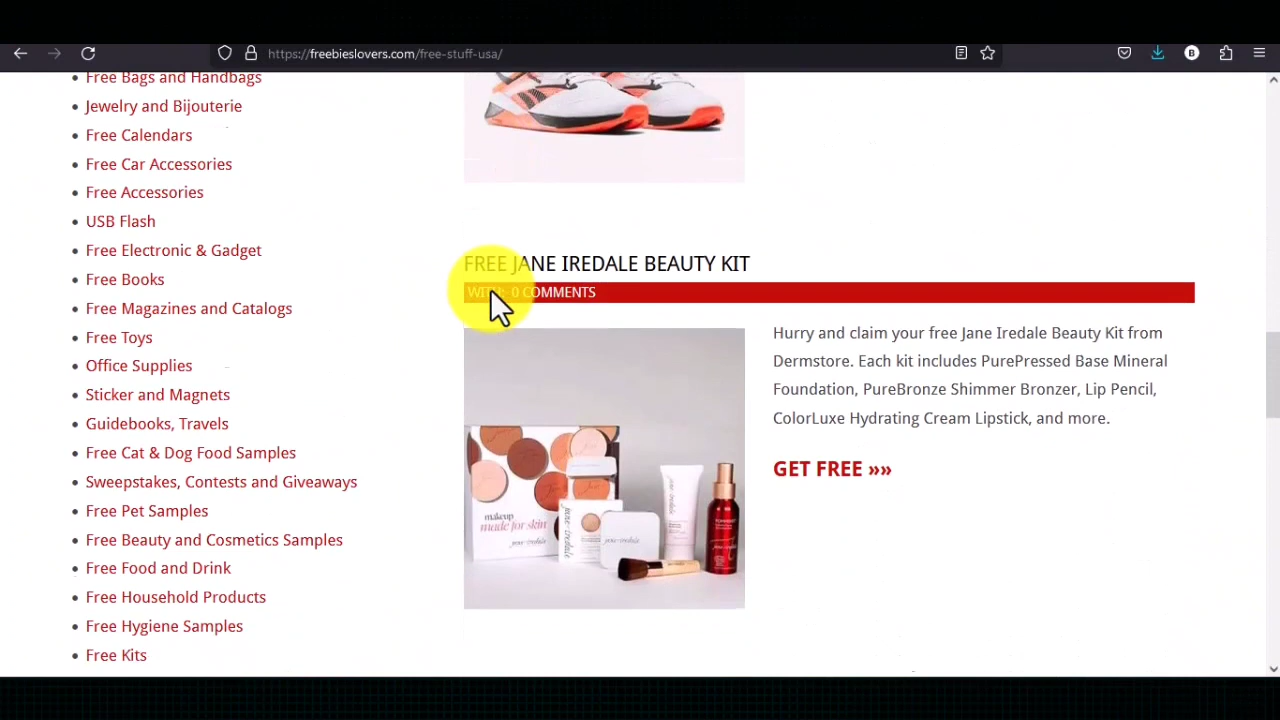 https://freebieslovers.com/free-stuff-usa/
B
Free Bags and Handbags
Jewelry and Bijouterie
Free Calendars
Free Car Accessories
Free Accessories
USB Flash
Free Electronic & Gadget
Free Books
Free Magazines and Catalogs
Free Toys
Office Supplies
Sticker and Magnets
Guidebooks, Travels
Free Cat & Dog Food Samples
Sweepstakes, Contests and Giveaways
Free Pet Samples
Free Beauty and Cosmetics Samples
Free Food and Drink
Free Household Products
Free Hygiene Samples
Free Kits
FREE JANE IREDALE BEAUTY KIT
WITH: 0 COMMENTS
makeup
made for skin
jane iredale
Hurry and claim your free Jane Iredale Beauty Kit from
Dermstore. Each kit includes PurePressed Base Mineral
Foundation, PureBronze Shimmer Bronzer, Lip Pencil,
ColorLuxe Hydrating Cream Lipstick, and more.
GET FREE »»